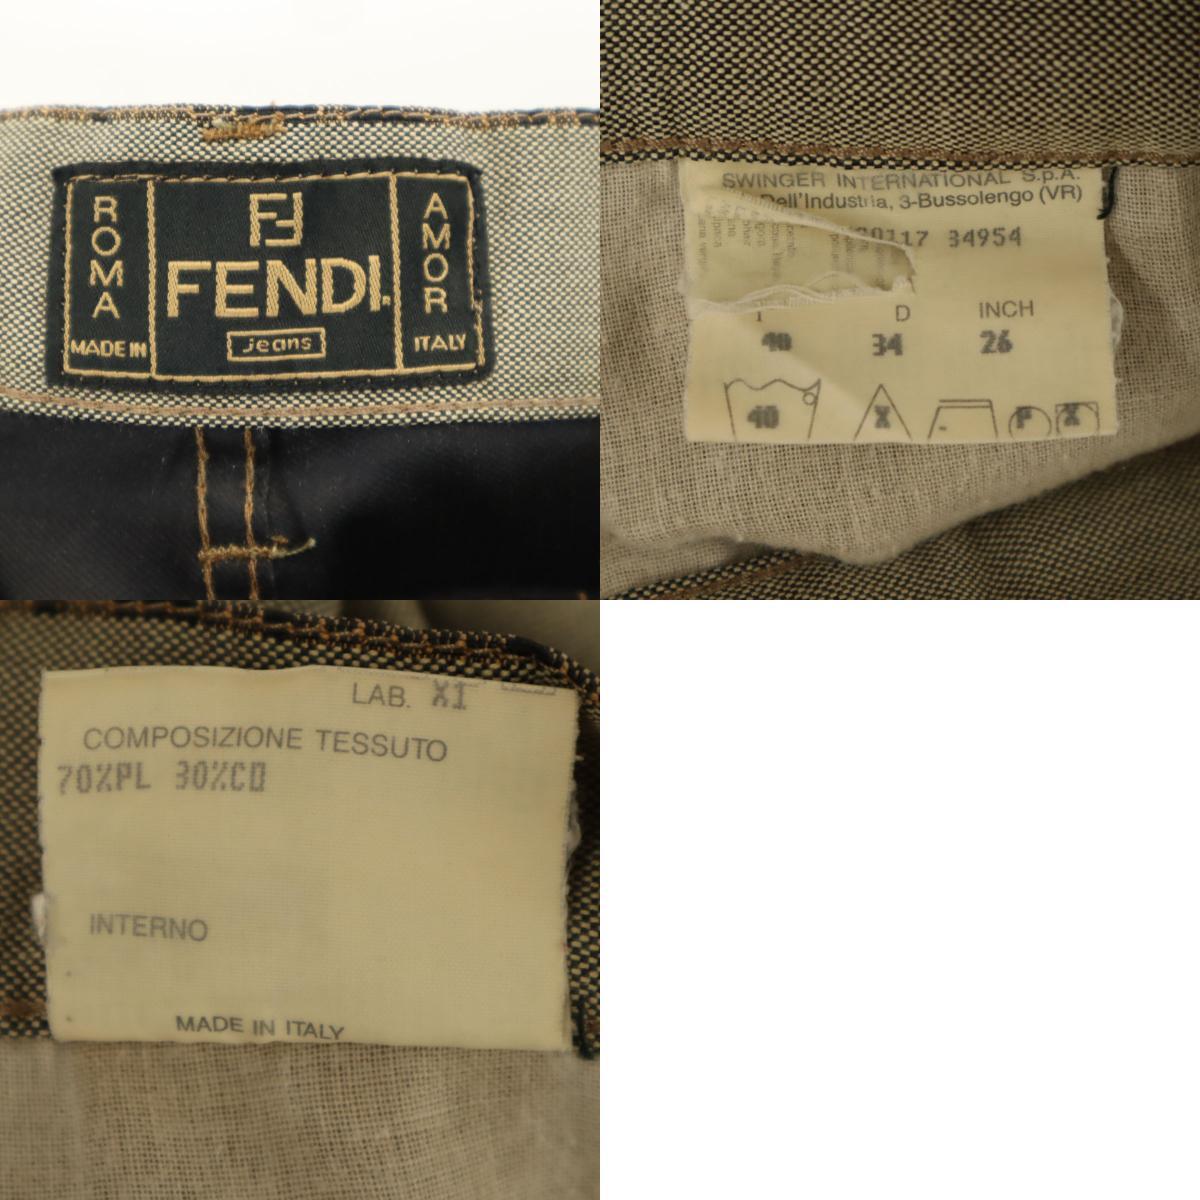 ROMA
MADE IN
FENDI
jeans
AMOR
ITALY
SWINGER INTERNATIONAL S.p.A.
Dell'Industria, 3-Bussolengo (VR)
34954
D INCH
40 34 26
40 X P X
LAB. X1
COMPOSIZIONE TESSUTO
70%PL 30%CO
INTERNO
MADE IN ITALY